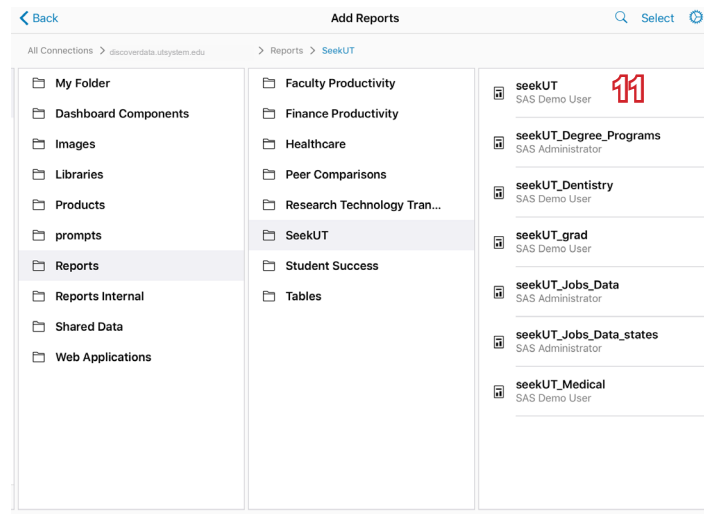 Back
Add Reports
Select
All Connections > discoverdata.utsystem.edu > Reports > SeekUT
My Folder
Dashboard Components
Images
Libraries
Products
prompts
Reports
Reports Internal
Shared Data
Web Applications
Faculty Productivity
Finance Productivity
Healthcare
Peer Comparisons
Research Technology Tran...
SeekUT
Student Success
Tables
seekUT
SAS Demo User
11
seekUT_Degree_Programs
SAS Administrator
seekUT_Dentistry
SAS Demo User
seekUT_grad
SAS Demo User
seekUT_Jobs_Data
SAS Administrator
seekUT_Jobs_Data_states
SAS Administrator
seekUT_Medical
SAS Demo User